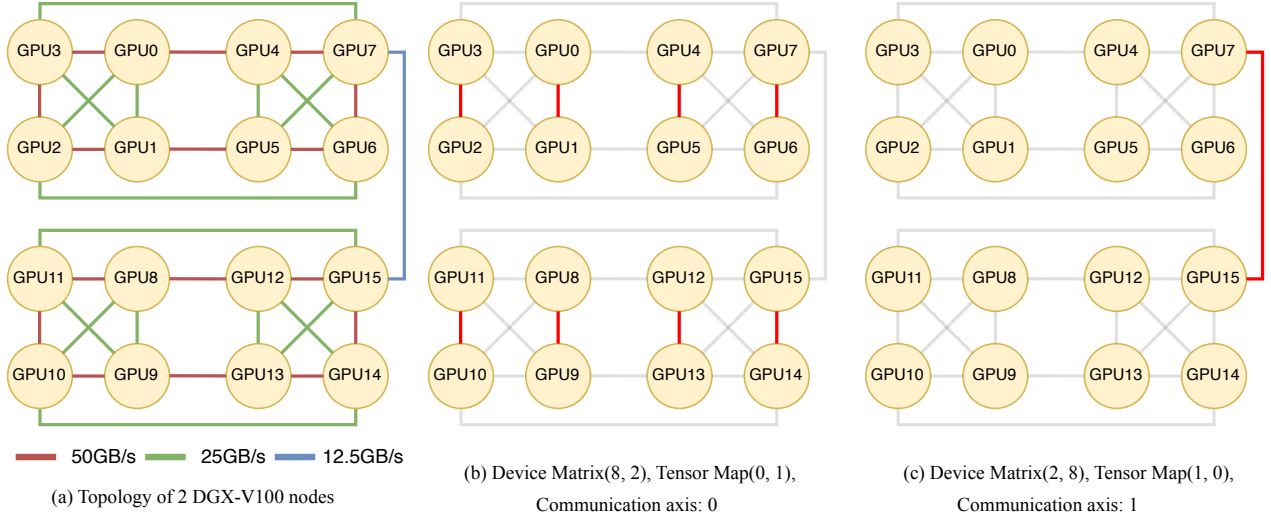 GPU3 GPU0 GPU4 GPU7
GPU2 GPU1 GPU5 GPU6
GPU11 GPU8 GPU12 GPU15
GPU10 GPU9 GPU13 GPU14
50GB/s 25GB/s 12.5GB/s
(a) Topology of 2 DGX-V100 nodes
GPU3 GPU0 GPU4 GPU7
GPU2 GPU1 GPU5 GPU6
GPU11 GPU8 GPU12 GPU15
GPU10 GPU9 GPU13 GPU14
(b) Device Matrix(8, 2), Tensor Map(0, 1),
Communication axis: 0
GPU3 GPU0 GPU4 GPU7
GPU2 GPU1 GPU5 GPU6
GPU11 GPU8 GPU12 GPU15
GPU10 GPU9 GPU13 GPU14
(c) Device Matrix(2, 8), Tensor Map(1, 0),
Communication axis: 1